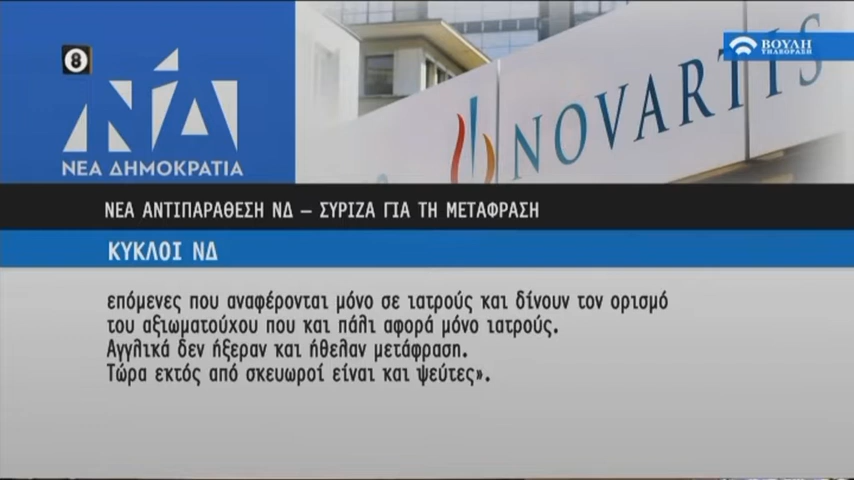 8
ΝΔ
ΝΕΑ ΔΗΜΟΚΡΑΤΙΑ
NOVARTIS
ΒΟΥΛΗ
ΤΗΛΕΟΡΑΣΗ
ΝΕΑ ΑΝΤΙΠΑΡΑΘΕΣΗ ΝΔ – ΣΥΡΙΖΑ ΓΙΑ ΤΗ ΜΕΤΑΦΡΑΣΗ
ΚΥΚΛΟΙ ΝΔ
επόμενες που αναφέρονται μόνο σε ιατρούς και δίνουν τον ορισμό
του αξιωματούχου που και πάλι αφορά μόνο ιατρούς.
Αγγλικά δεν ήξεραν και ήθελαν μετάφραση.
Τώρα εκτός από σκευωροί είναι και ψεύτες».